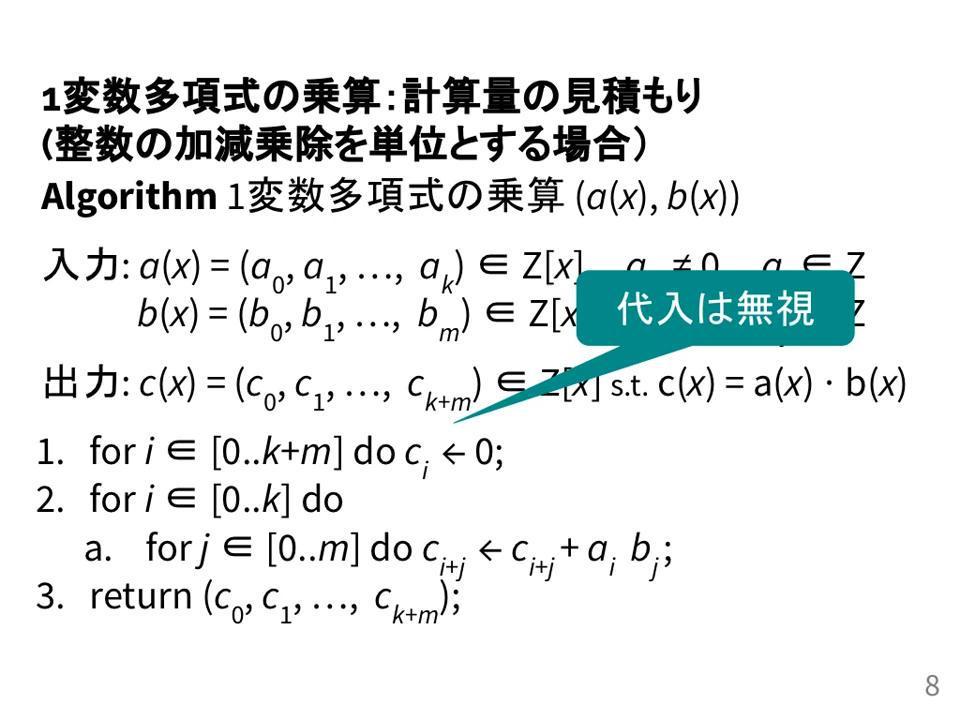 1変数多項式の乗算：計算量の見積もり
(整数の加減乗除を単位とする場合）
Algorithm 1変数多項式の乗算 (a(x), b(x))
入力: a(x) = (a0, a1, …, ak) ∈ Z[x] a ≠ 0 a ∈ Z
b(x) = (b0, b1, …, bm) ∈ Z[x Z
代入は無視
出力: c(x) = (c0, c1, …, ck+m) ∈ Z[x] s.t. c(x) = a(x) · b(x)
1. for i ∈ [0..k+m] do ci ← 0;
2. for i ∈ [0..k] do
a. for j ∈ [0..m] do ci+j ← ci+j + ai bj;
3. return (c0, c1, …, ck+m);
8